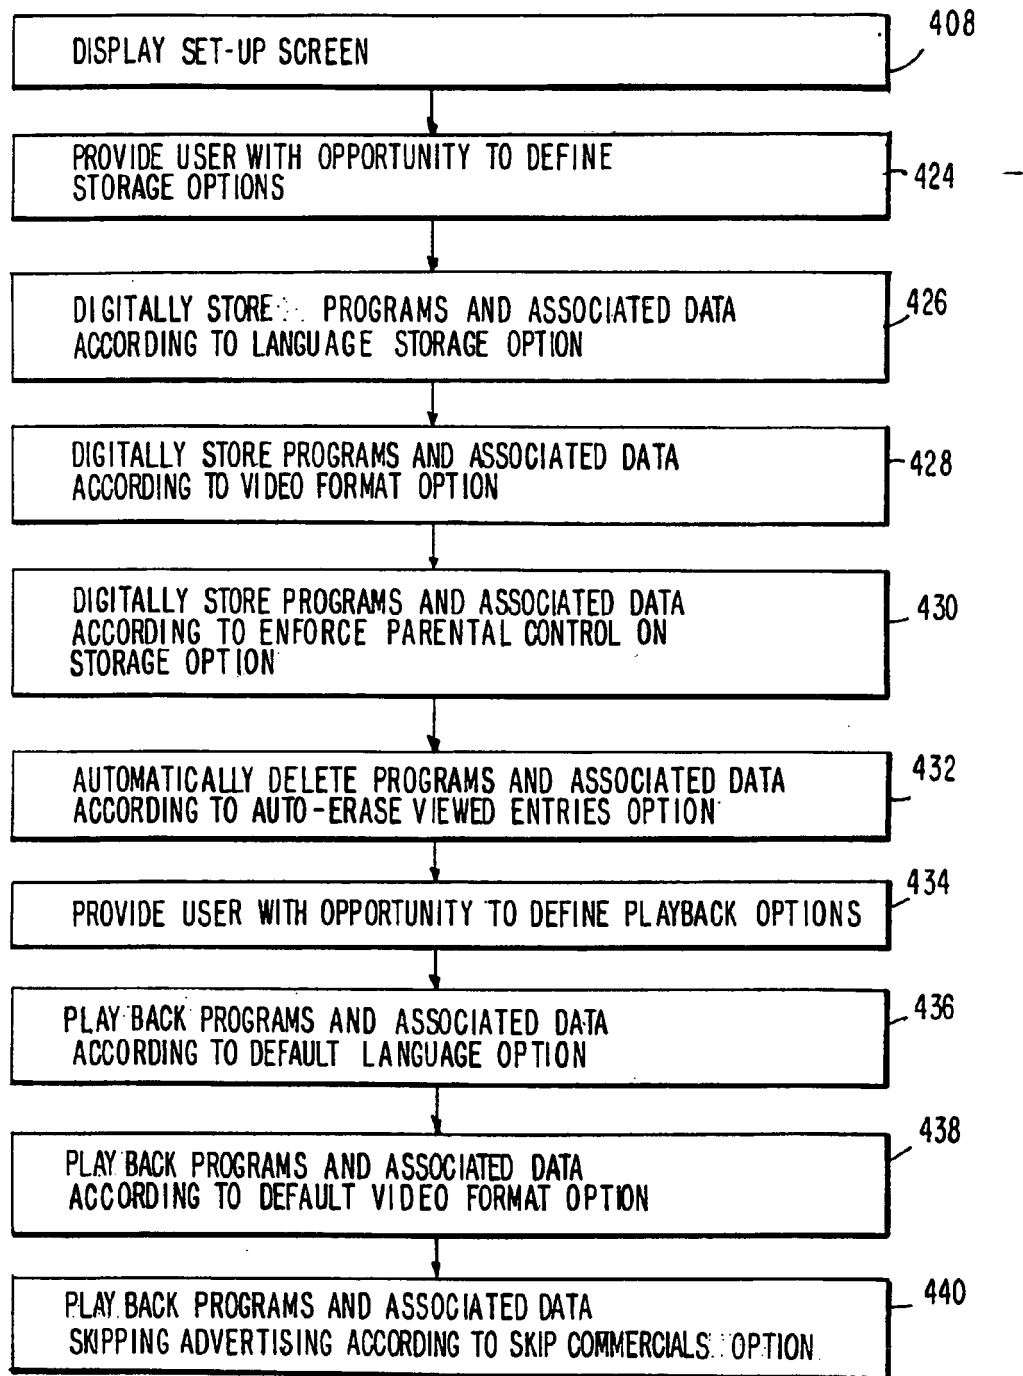 DISPLAY SET-UP SCREEN
408
PROVIDE USER WITH OPPORTUNITY TO DEFINE
STORAGE OPTIONS
424
DIGITALLY STORE PROGRAMS AND ASSOCIATED DATA
ACCORDING TO LANGUAGE STORAGE OPTION
426
DIGITALLY STORE PROGRAMS AND ASSOCIATED DATA
ACCORDING TO VIDEO FORMAT OPTION
428
DIGITALLY STORE PROGRAMS AND ASSOCIATED DATA
ACCORDING TO ENFORCE PARENTAL CONTROL ON
STORAGE OPTION
430
AUTOMATICALLY DELETE PROGRAMS AND ASSOCIATED DATA
ACCORDING TO AUTO-ERASE VIEWED ENTRIES OPTION
432
PROVIDE USER WITH OPPORTUNITY TO DEFINE PLAYBACK OPTIONS
434
PLAY BACK PROGRAMS AND ASSOCIATED DATA
ACCORDING TO DEFAULT LANGUAGE OPTION
436
PLAY BACK PROGRAMS AND ASSOCIATED DATA
ACCORDING TO DEFAULT VIDEO FORMAT OPTION
438
PLAY BACK PROGRAMS AND ASSOCIATED DATA
SKIPPING ADVERTISING ACCORDING TO SKIP COMMERCIALS OPTION
440